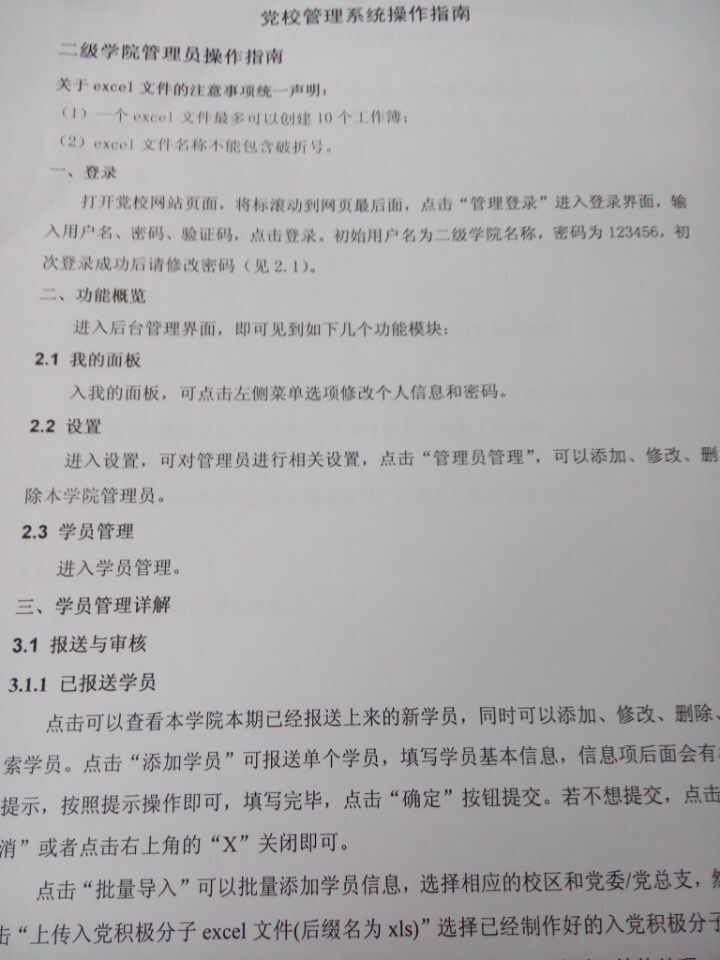 党校管理系统操作指南
二级学院管理员操作指南
关于 excel 文件的注意事项统一声明：
（1）一个 excel 文件最多可以创建 10 个工作簿；
（2）excel 文件名称不能包含破折号。
一、登录
打开党校网站页面，将标滚动到网页最后面，点击“管理登录”进入登录界面，输
入用户名、密码、验证码，点击登录。初始用户名为二级学院名称，密码为 123456，初
次登录成功后请修改密码（见 2.1）。
二、功能概览
进入后台管理界面，即可见到如下几个功能模块：
2.1 我的面板
入我的面板，可点击左侧菜单选项修改个人信息和密码。
2.2 设置
进入设置，可对管理员进行相关设置，点击“管理员管理”，可以添加、修改、删
除本学院管理员。
2.3 学员管理
进入学员管理。
三、学员管理详解
3.1 报送与审核
3.1.1 已报送学员
点击可以查看本学院本期已经报送上来的新学员，同时可以添加、修改、删除、
索学员。点击“添加学员”可报送单个学员，填写学员基本信息，信息项后面会有
提示，按照提示操作即可，填写完毕，点击“确定”按钮提交。若不想提交，点击
消”或者点击右上角的“X”关闭即可。
点击“批量导入”可以批量添加学员信息，选择相应的校区和党委/党总支，
击“上传入党积极分子 excel 文件(后缀名为 xls)”选择已经制作好的入党积极分子